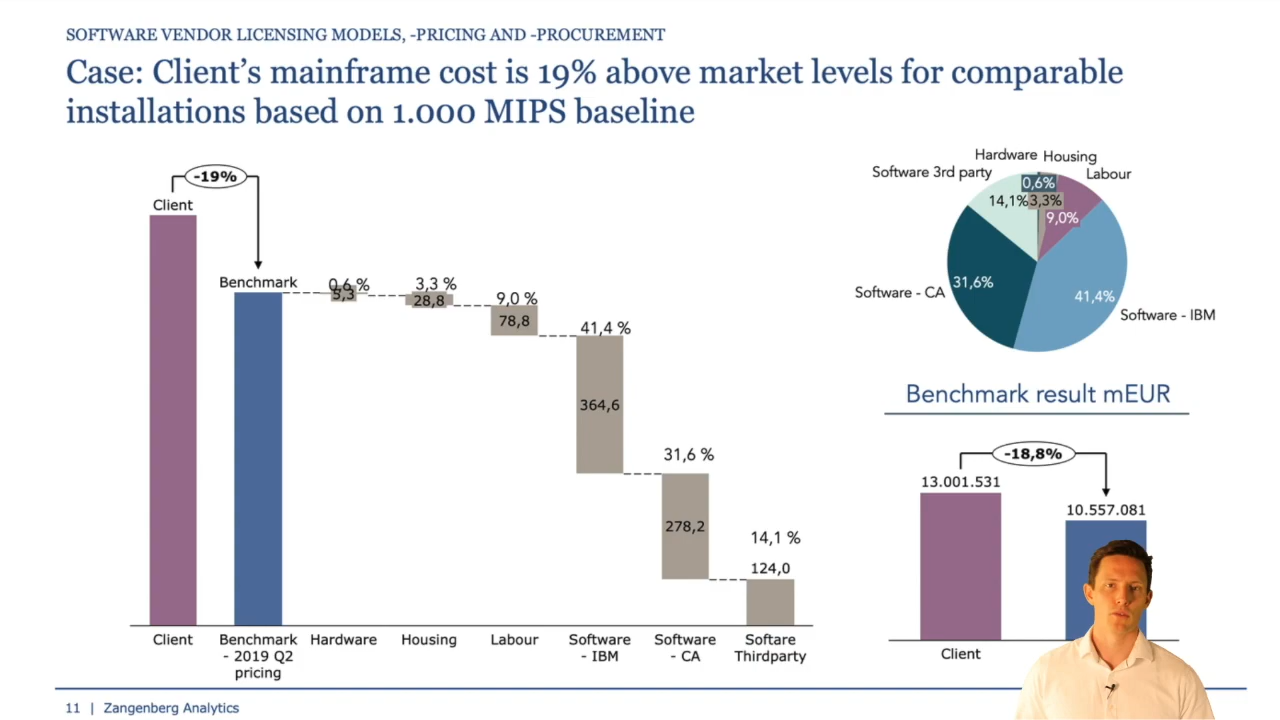 SOFTWARE VENDOR LICENSING MODELS, -PRICING AND -PROCUREMENT
Case: Client’s mainframe cost is 19% above market levels for comparable
installations based on 1.000 MIPS baseline
-19%
Client
Benchmark
0,6 %
5,3
3,3 %
28,8
9,0 %
78,8
41,4 %
364,6
31,6 %
278,2
14,1 %
124,0
Client
Benchmark
- 2019 Q2
pricing
Hardware
Housing
Labour
Software
- IBM
Software
- CA
Softare
Thirdparty
Hardware
Housing
Software 3rd party
Labour
0,6%
14,1%
3,3%
9,0%
31,6%
Software - CA
41,4%
Software - IBM
Benchmark result mEUR
-18,8%
13.001.531
10.557.081
Client
11 | Zangenberg Analytics